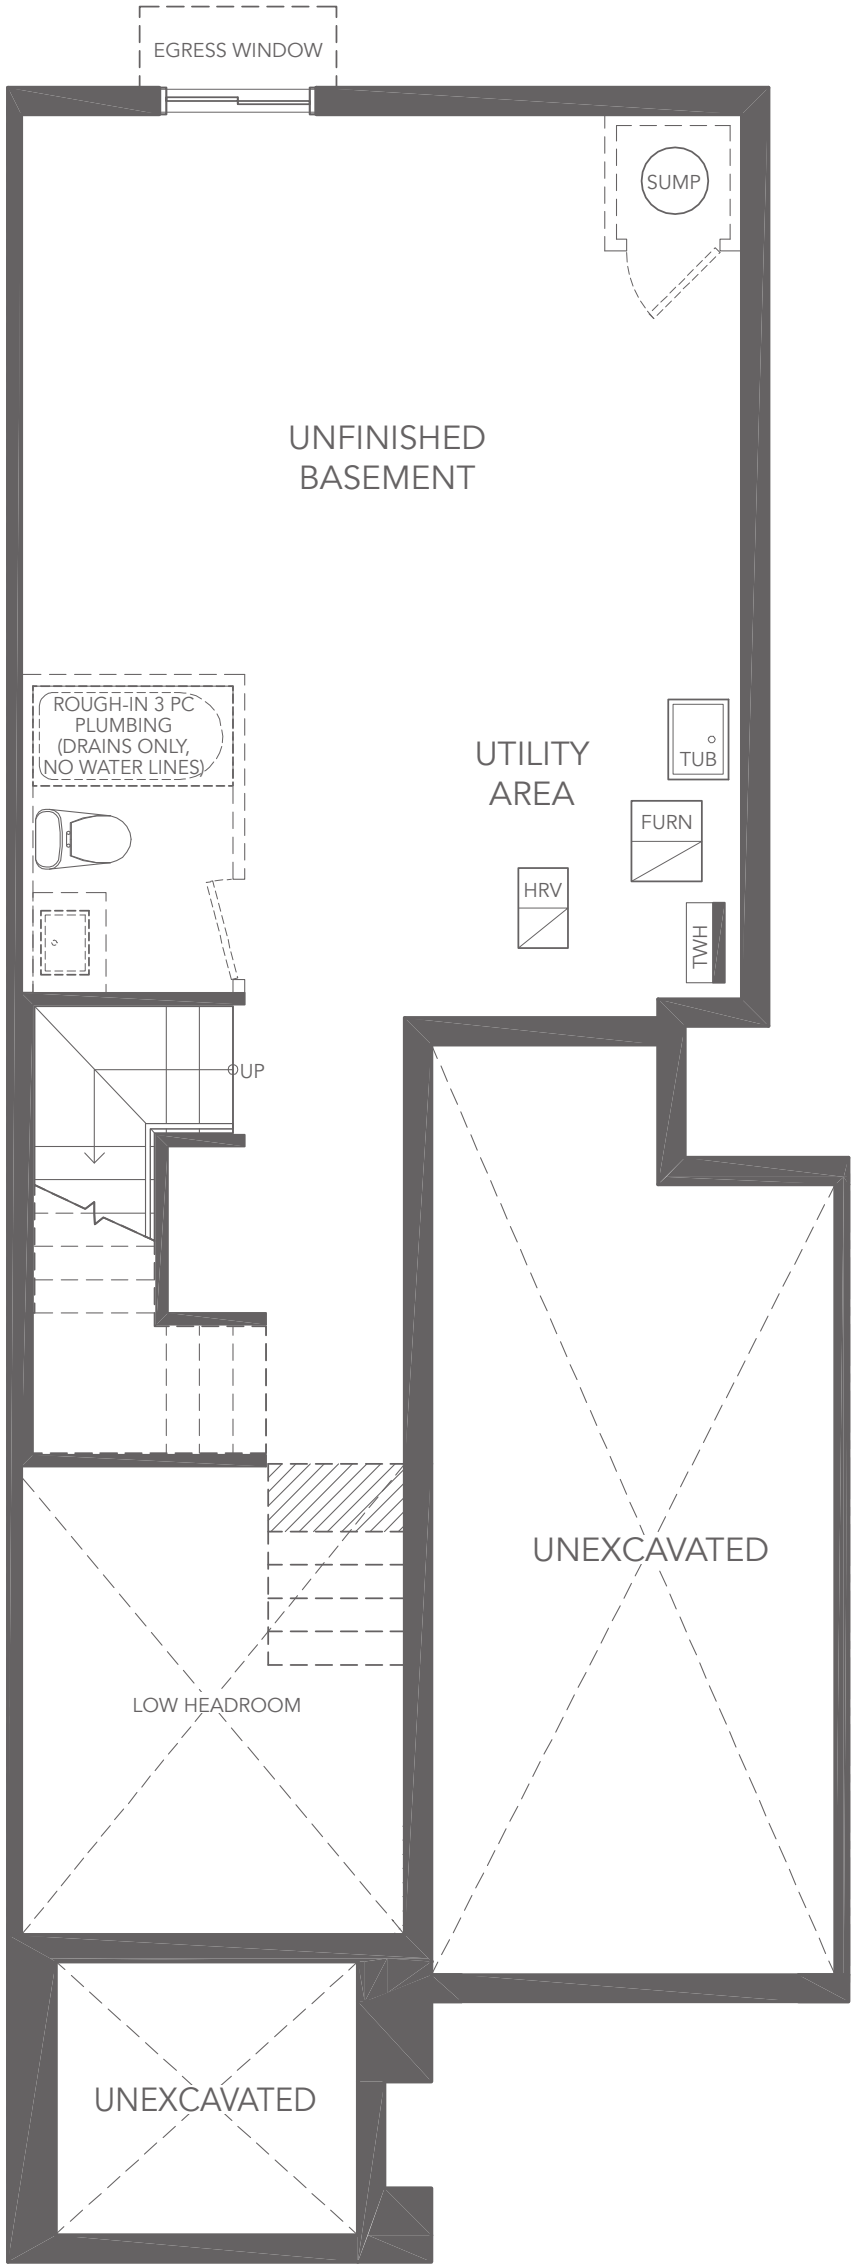 EGRESS WINDOW
SUMP
UNFINISHED
BASEMENT
ROUGH-IN 3 PC
PLUMBING
(DRAINS ONLY,
NO WATER LINES)
UTILITY
AREA
TUB
FURN
HRV
TWH
UP
UNEXCAVATED
LOW HEADROOM
UNEXCAVATED